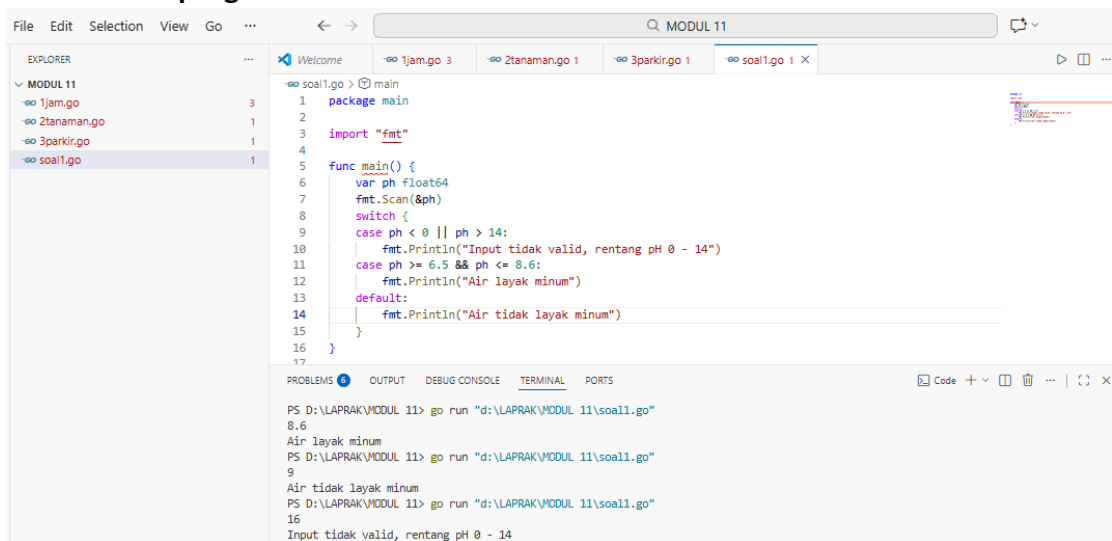 File Edit Selection View Go ... MODUL 11
EXPLORER ... Welcome 1jam.go 3 2tanaman.go 1 3parkir.go 1 soal1.go 1
MODUL 11
1jam.go 3
2tanaman.go 1
3parkir.go 1
soal1.go 1
soal1.go > main
1 package main
2
3 import "fmt"
4
5 func main() {
6 var ph float64
7 fmt.Scan(&ph)
8 switch {
9 case ph < 0 || ph > 14:
10 fmt.Println("Input tidak valid, rentang pH 0 - 14")
11 case ph >= 6.5 && ph <= 8.6:
12 fmt.Println("Air layak minum")
13 default:
14 fmt.Println("Air tidak layak minum")
15 }
16 }
17
PROBLEMS 6 OUTPUT DEBUG CONSOLE TERMINAL PORTS Code
PS D:\LAPRAK\MODUL 11> go run "d:\LAPRAK\MODUL 11\soal1.go"
8.6
Air layak minum
PS D:\LAPRAK\MODUL 11> go run "d:\LAPRAK\MODUL 11\soal1.go"
9
Air tidak layak minum
PS D:\LAPRAK\MODUL 11> go run "d:\LAPRAK\MODUL 11\soal1.go"
16
Input tidak valid, rentang pH 0 - 14